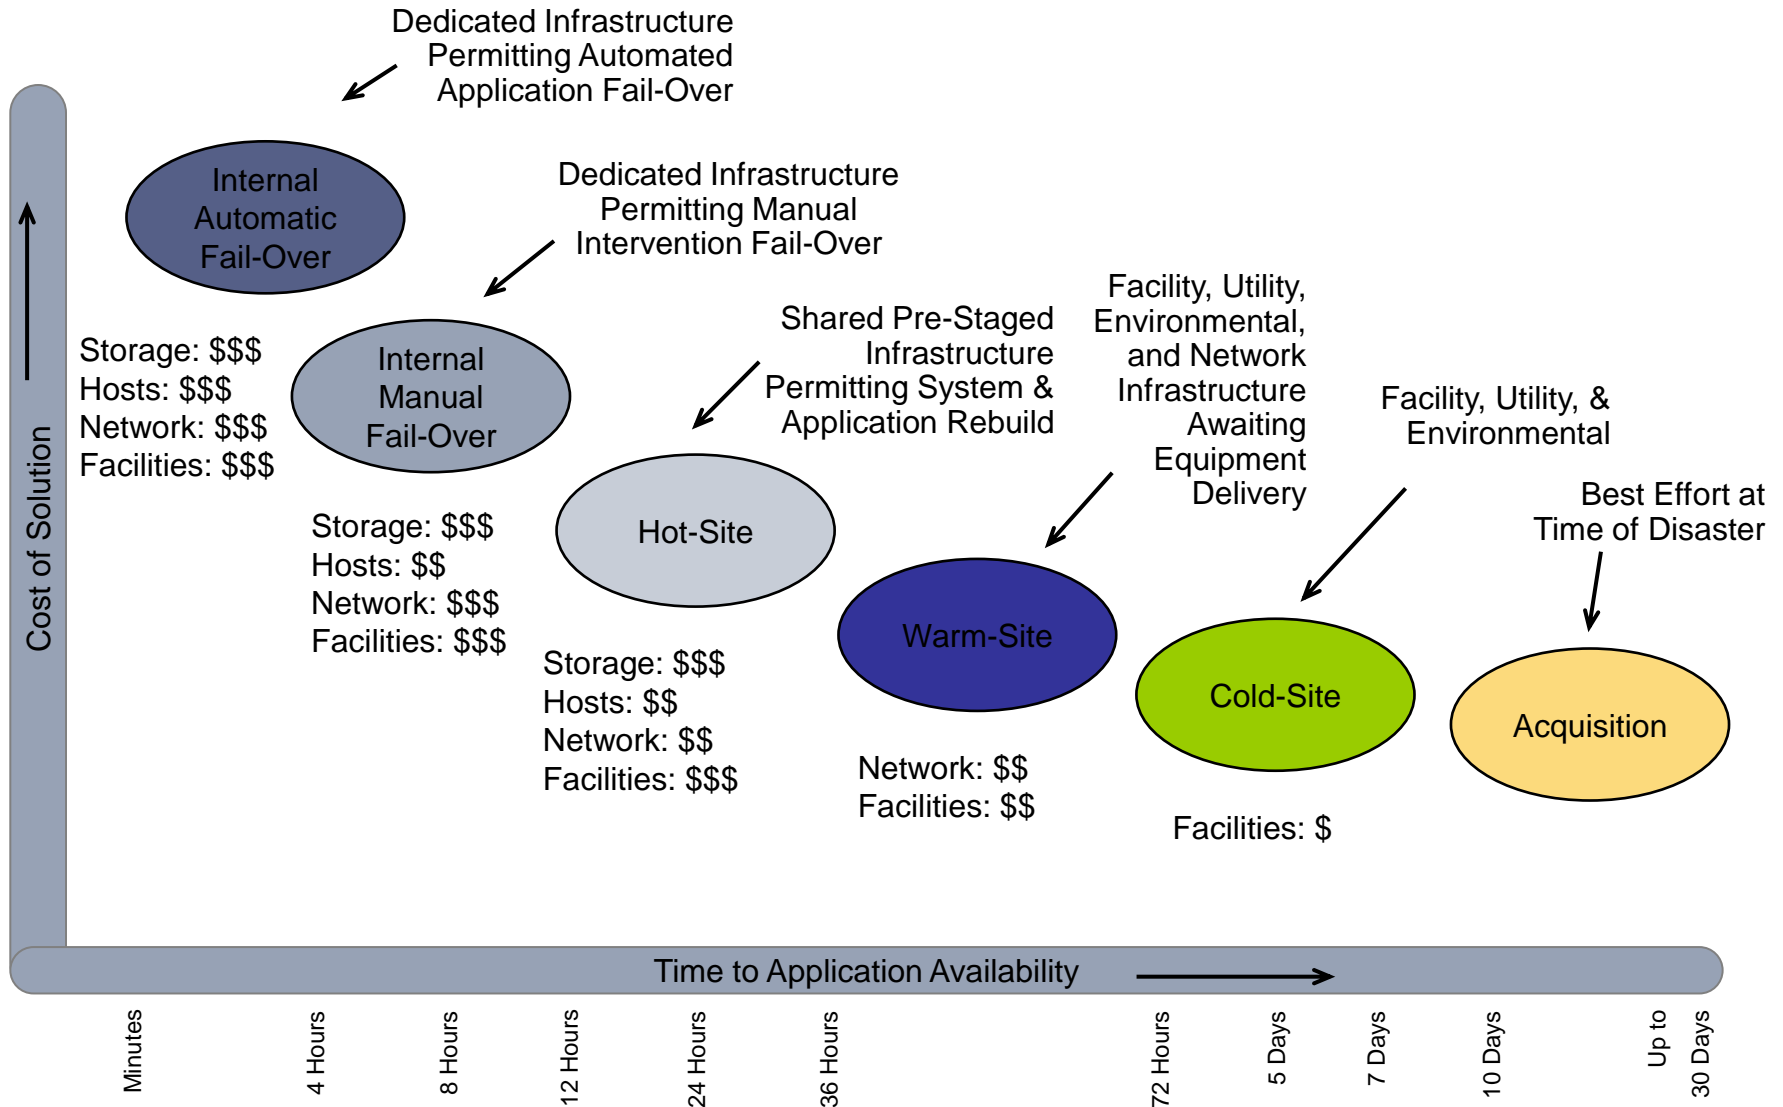 Dedicated Infrastructure
Permitting Automated
Application Fail-Over
Internal
Automatic
Fail-Over
Dedicated Infrastructure
Permitting Manual
Intervention Fail-Over
Storage: $$$
Hosts: $$$
Network: $$$
Facilities: $$$
Internal
Manual
Fail-Over
Shared Pre-Staged
Infrastructure
Permitting System &
Application Rebuild
Facility, Utility,
Environmental,
and Network
Infrastructure
Awaiting
Equipment
Delivery
Facility, Utility, &
Environmental
Best Effort at
Time of Disaster
Storage: $$$
Hosts: $$
Network: $$$
Facilities: $$$
Hot-Site
Storage: $$$
Hosts: $$
Network: $$
Facilities: $$$
Warm-Site
Network: $$
Facilities: $$
Cold-Site
Facilities: $
Acquisition
Cost of Solution
Time to Application Availability
Minutes
4 Hours
8 Hours
12 Hours
24 Hours
36 Hours
72 Hours
5 Days
7 Days
10 Days
Up to
30 Days